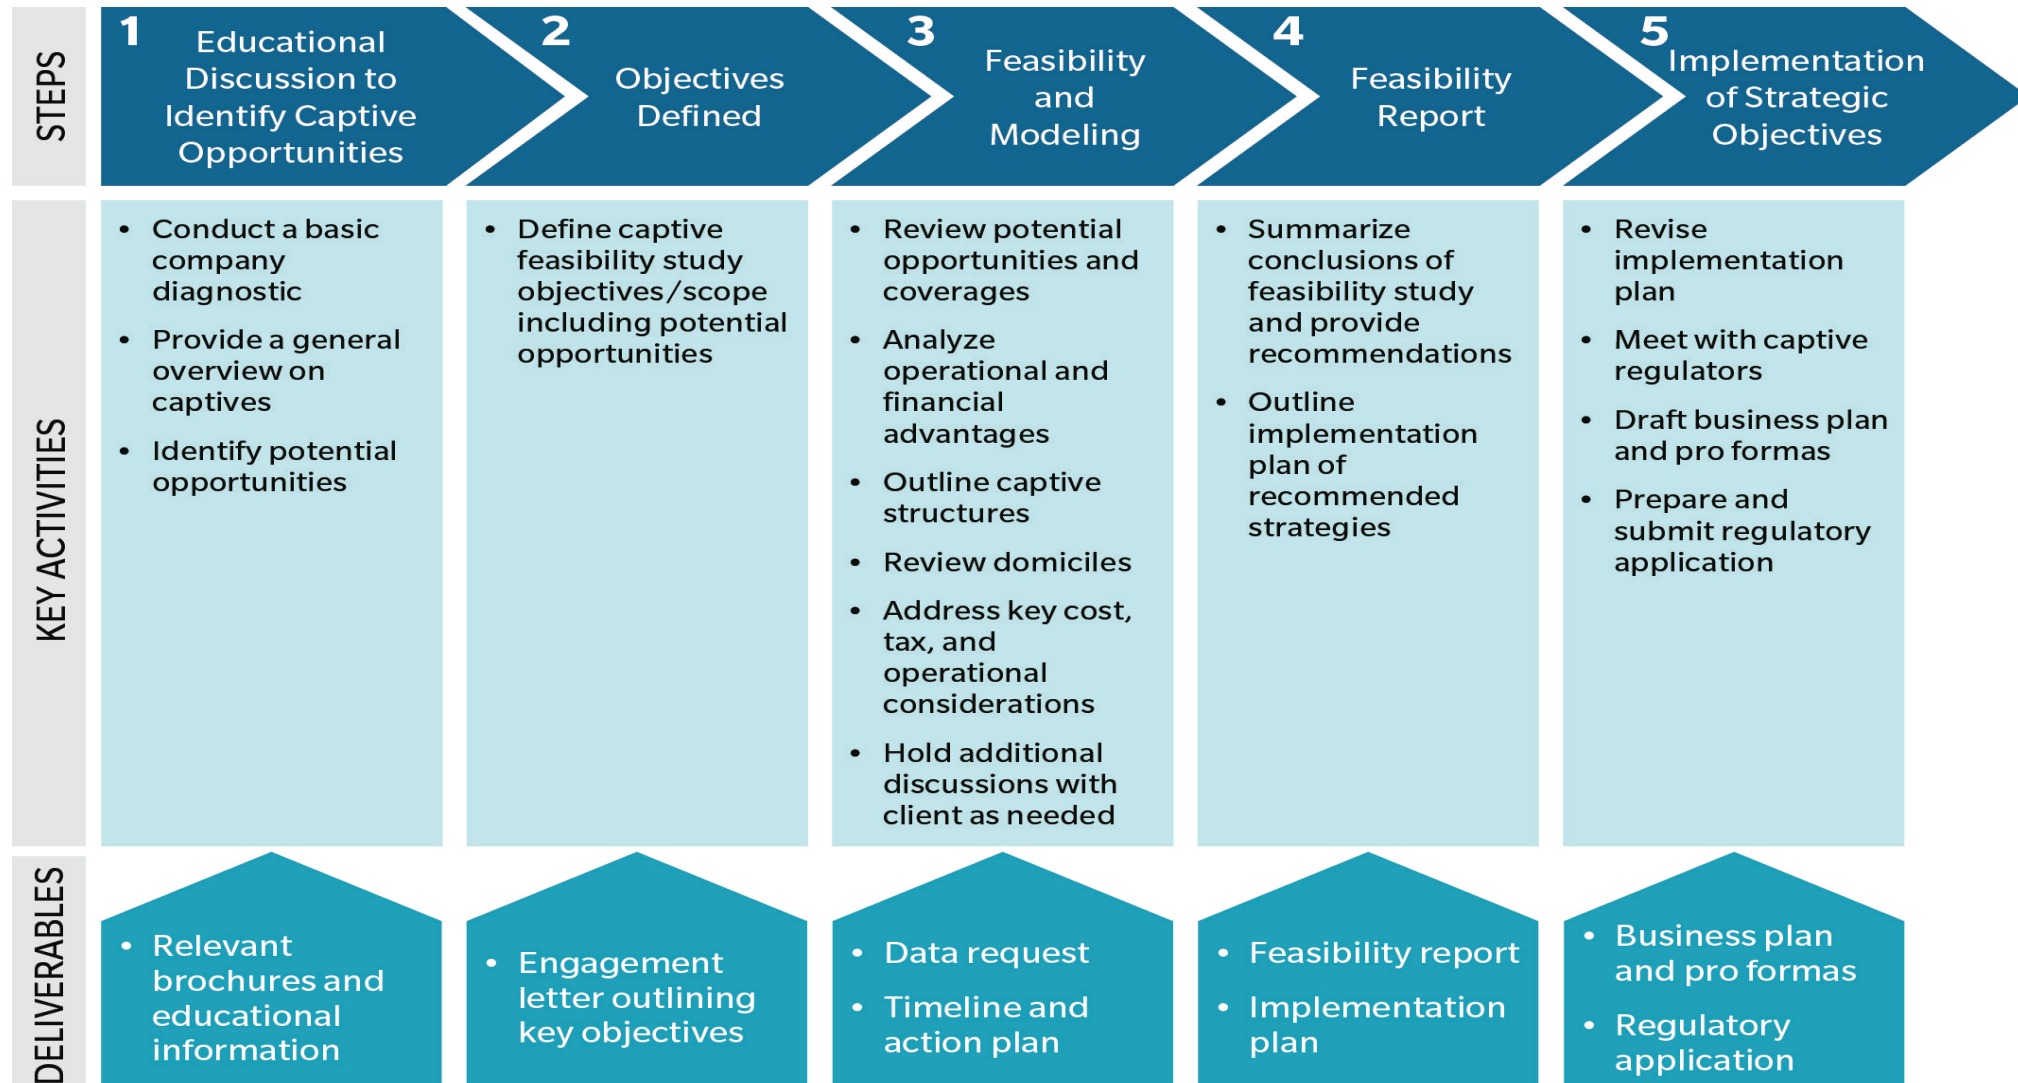 STEPS
1
Educational
Discussion to
Identify Captive
Opportunities
2
Objectives
Defined
3
Feasibility
and
Modeling
4
Feasibility
Report
5
Implementation
of Strategic
Objectives
KEY ACTIVITIES
• Conduct a basic
company
diagnostic
• Provide a general
overview on
captives
• Identify potential
opportunities
• Define captive
feasibility study
objectives/scope
including potential
opportunities
• Review potential
opportunities and
coverages
• Analyze
operational and
financial
advantages
• Outline captive
structures
• Review domiciles
• Address key cost,
tax, and
operational
considerations
• Hold additional
discussions with
client as needed
• Summarize
conclusions of
feasibility study
and provide
recommendations
• Outline
implementation
plan of
recommended
strategies
• Revise
implementation
plan
• Meet with captive
regulators
• Draft business plan
and pro formas
• Prepare and
submit regulatory
application
DELIVERABLES
• Relevant
brochures and
educational
information
• Engagement
letter outlining
key objectives
• Data request
• Timeline and
action plan
• Feasibility report
• Implementation
plan
• Business plan
and pro formas
• Regulatory
application